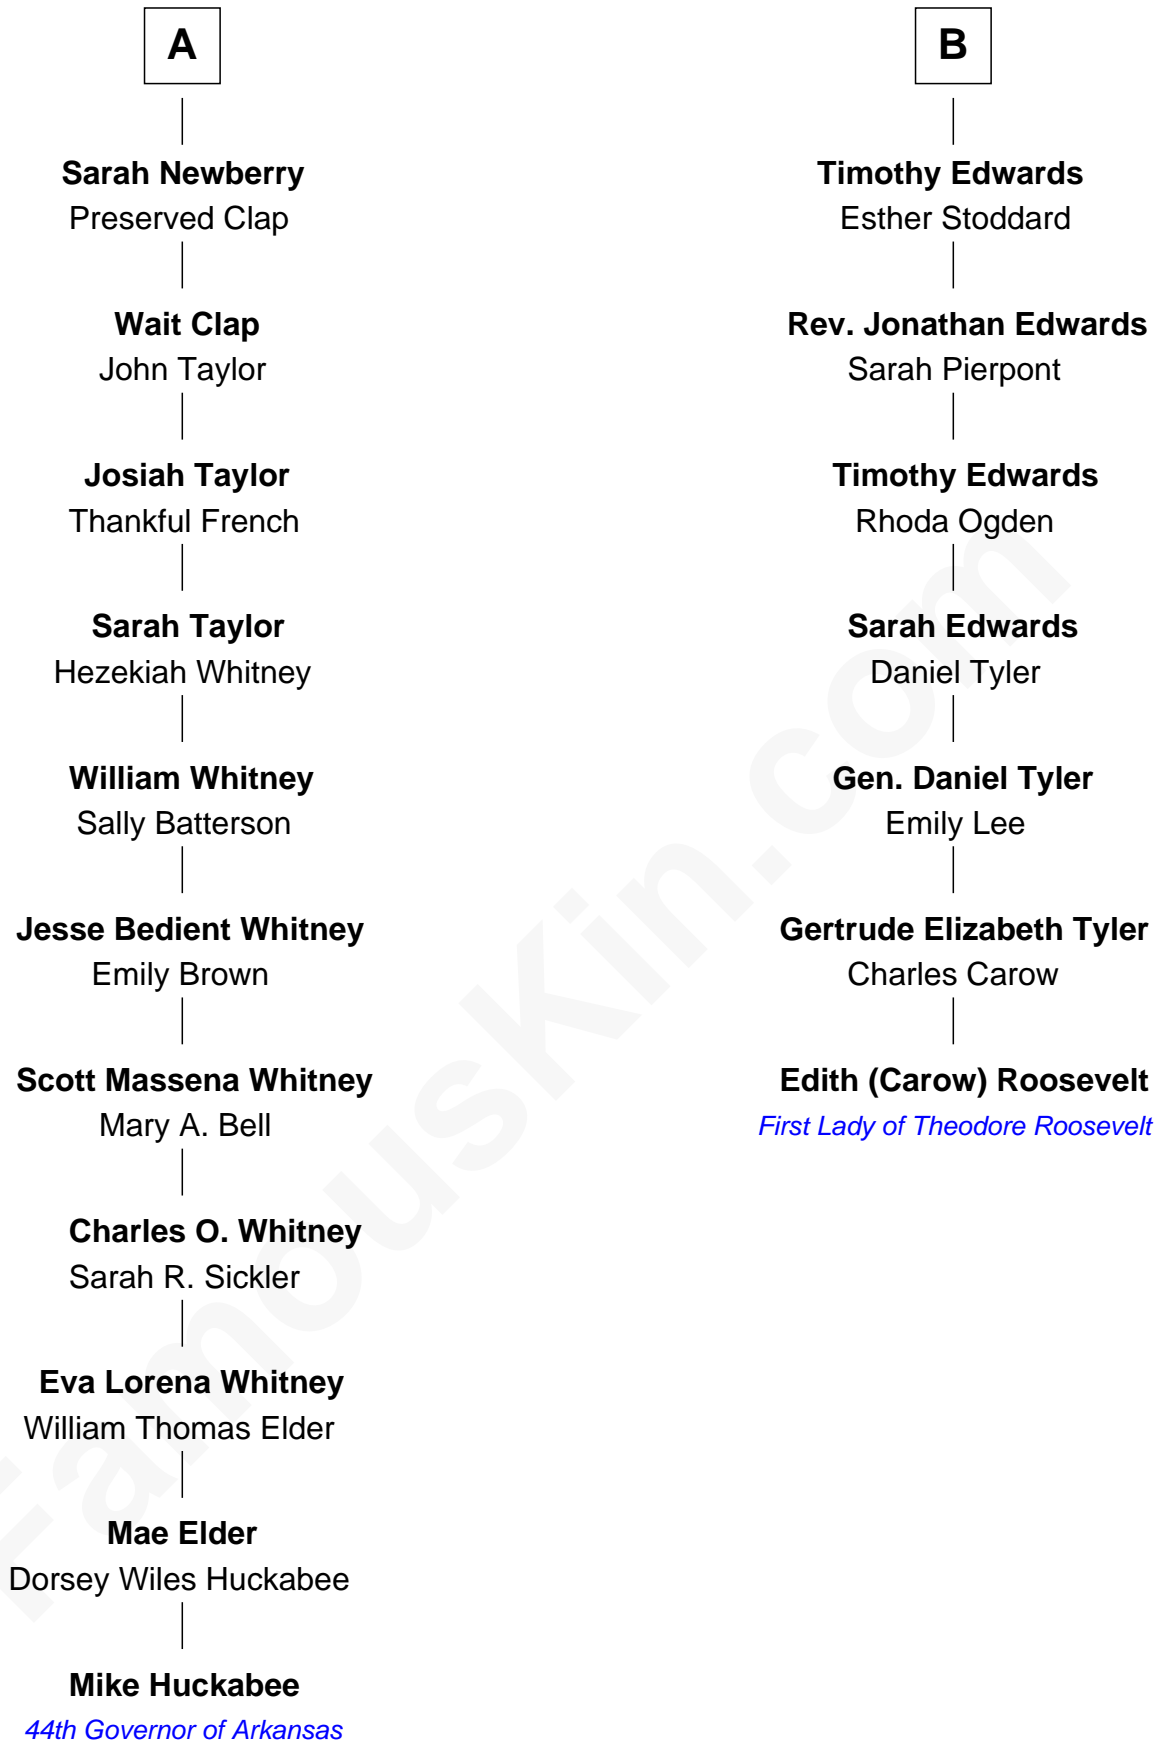 A
Sarah Newberry
Preserved Clap
Wait Clap
John Taylor
Josiah Taylor
Thankful French
Sarah Taylor
Hezekiah Whitney
William Whitney
Sally Batterson
Jesse Bedient Whitney
Emily Brown
Scott Massena Whitney
Mary A. Bell
Charles O. Whitney
Sarah R. Sickler
Eva Lorena Whitney
William Thomas Elder
Mae Elder
Dorsey Wiles Huckabee
Mike Huckabee
44th Governor of Arkansas
B
Timothy Edwards
Esther Stoddard
Rev. Jonathan Edwards
Sarah Pierpont
Timothy Edwards
Rhoda Ogden
Sarah Edwards
Daniel Tyler
Gen. Daniel Tyler
Emily Lee
Gertrude Elizabeth Tyler
Charles Carow
Edith (Carow) Roosevelt
First Lady of Theodore Roosevelt
FamousKin.com